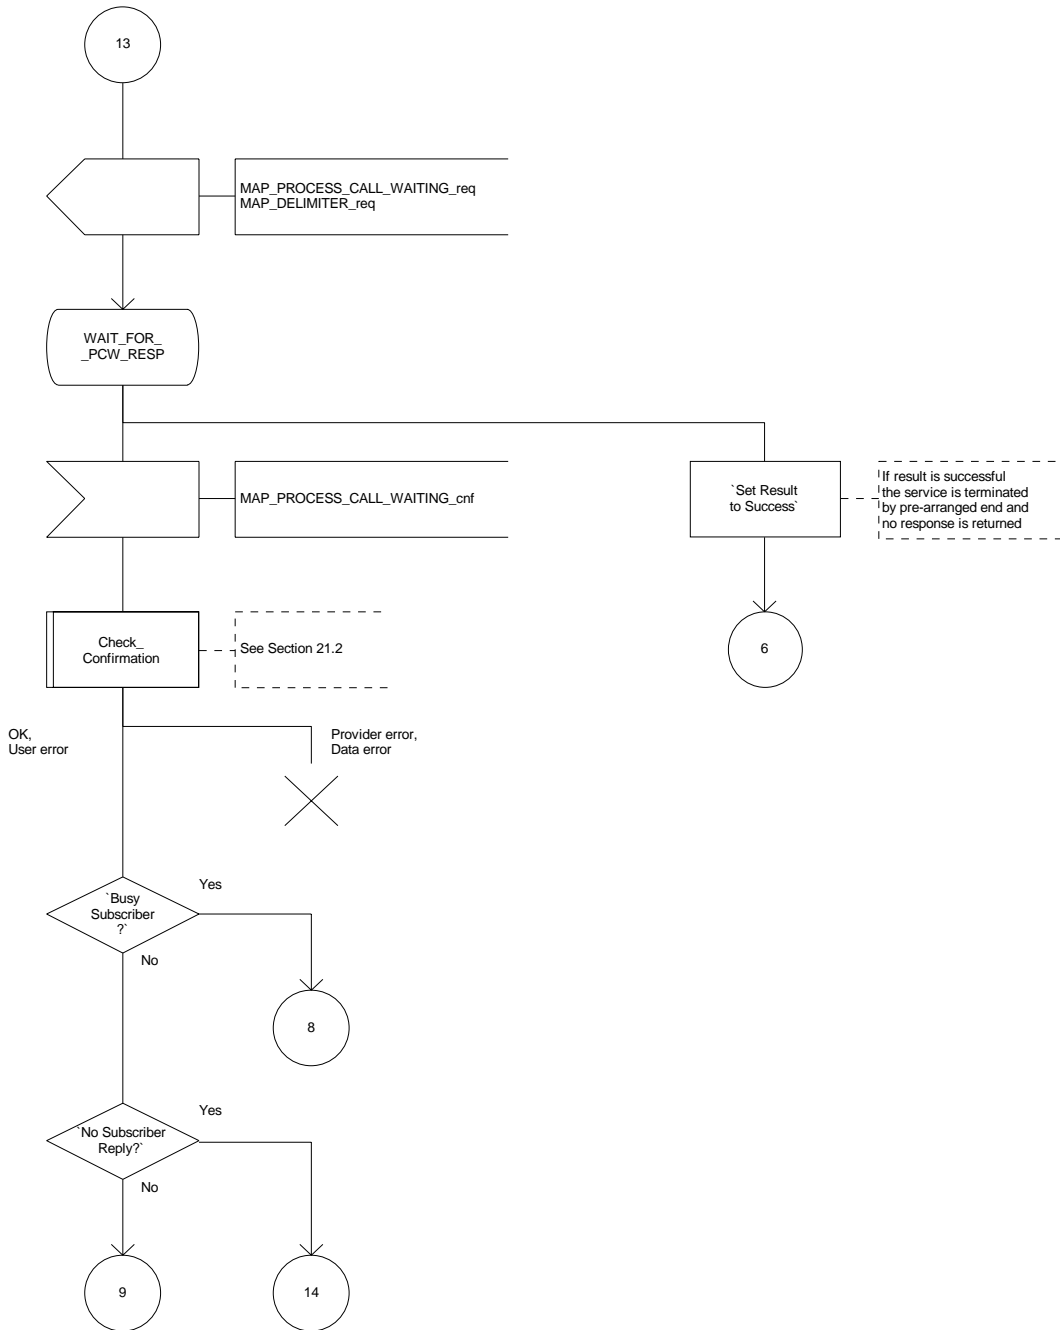 13
MAP_PROCESS_CALL_WAITING_req
MAP_DELIMITER_req
WAIT_FOR_
_PCW_RESP
MAP_PROCESS_CALL_WAITING_cnf
`Set Result
to Success`
If result is successful
the service is terminated
by pre-arranged end and
no response is returned
Check_
Confirmation
See Section 21.2
6
OK,
User error
Provider error,
Data error
`Busy
Subscriber
?`
Yes
No
8
`No Subscriber
Reply?`
Yes
No
9
14